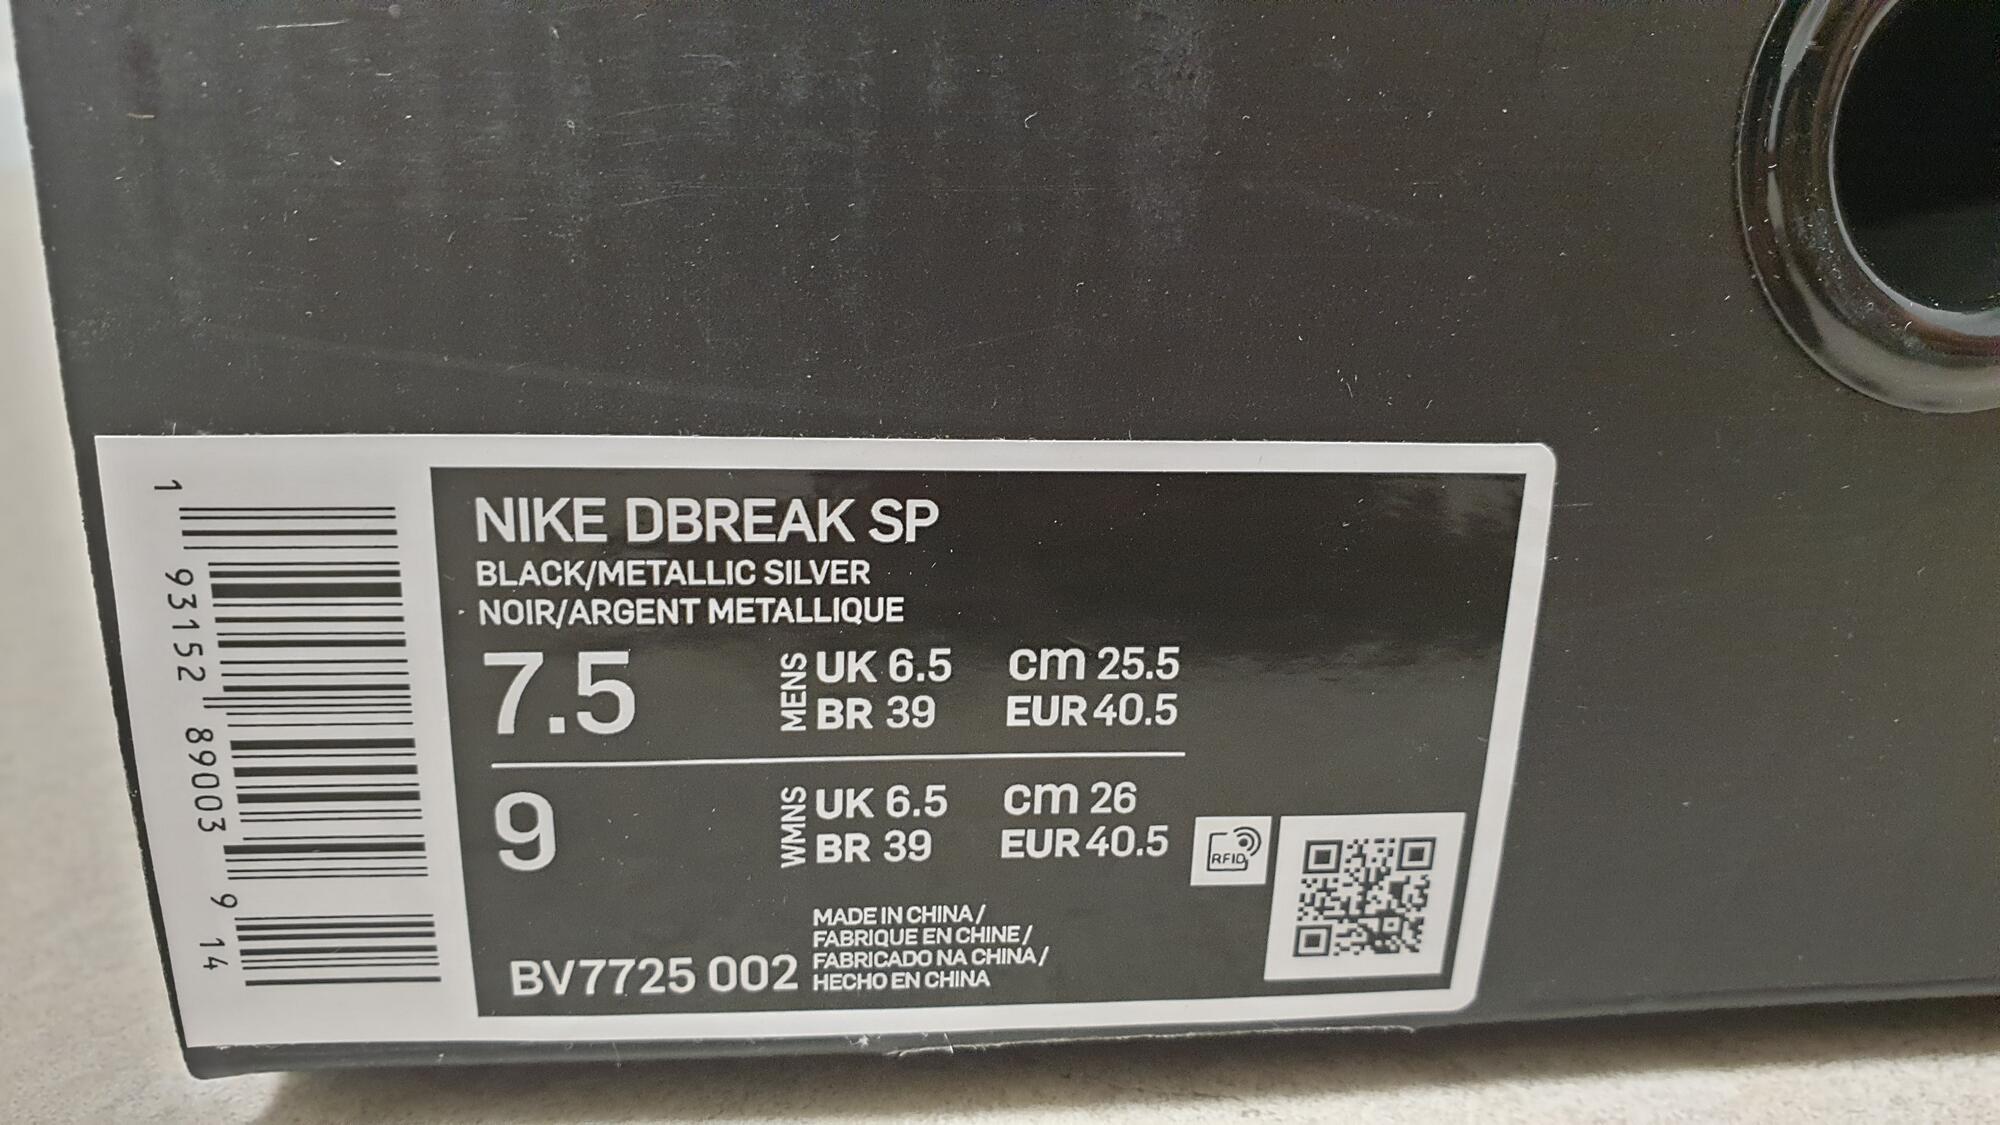 1 93152 89003 9 14
NIKE DBREAK SP
BLACK/METALLIC SILVER
NOIR/ARGENT METALLIQUE
7.5 MENS UK 6.5 cm 25.5
BR 39 EUR 40.5
9 WMNS UK 6.5 cm 26
BR 39 EUR 40.5
RFID
BV7725 002
MADE IN CHINA /
FABRIQUE EN CHINE /
FABRICADO NA CHINA /
HECHO EN CHINA